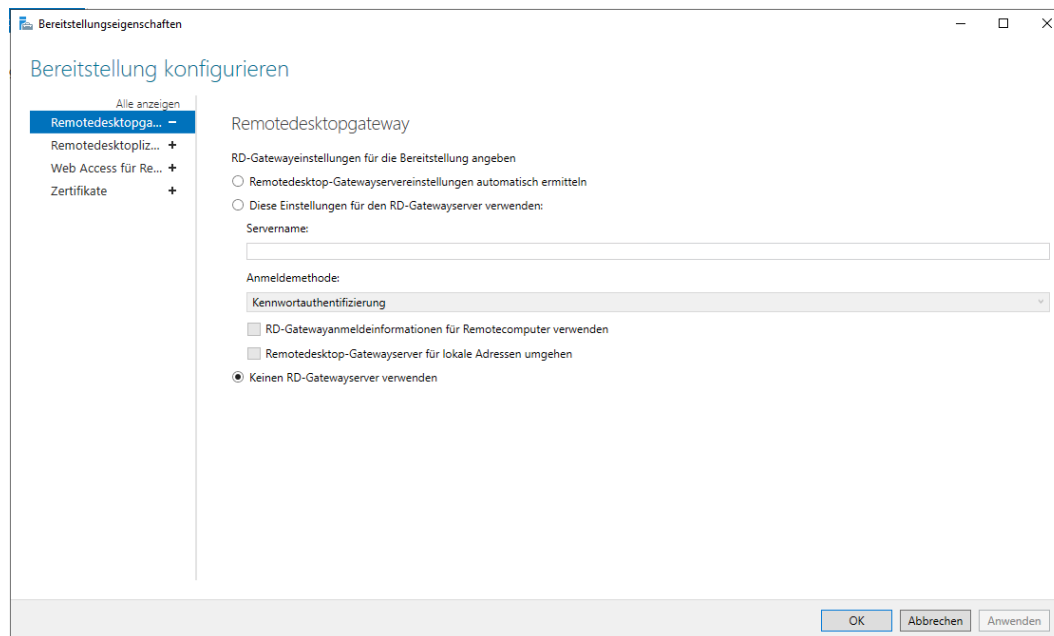 Bereitstellungseigenschaften
Bereitstellung konfigurieren
Alle anzeigen
Remotedesktopga... −
Remotedesktopliz... +
Web Access für Re... +
Zertifikate +
Remotedesktopgateway
RD-Gatewayeinstellungen für die Bereitstellung angeben
Remotedesktop-Gatewayservereinstellungen automatisch ermitteln
Diese Einstellungen für den RD-Gatewayserver verwenden:
Servername:
Anmeldemethode:
Kennwortauthentifizierung
RD-Gatewayanmeldeinformationen für Remotecomputer verwenden
Remotedesktop-Gatewayserver für lokale Adressen umgehen
Keinen RD-Gatewayserver verwenden
OK Abbrechen Anwenden